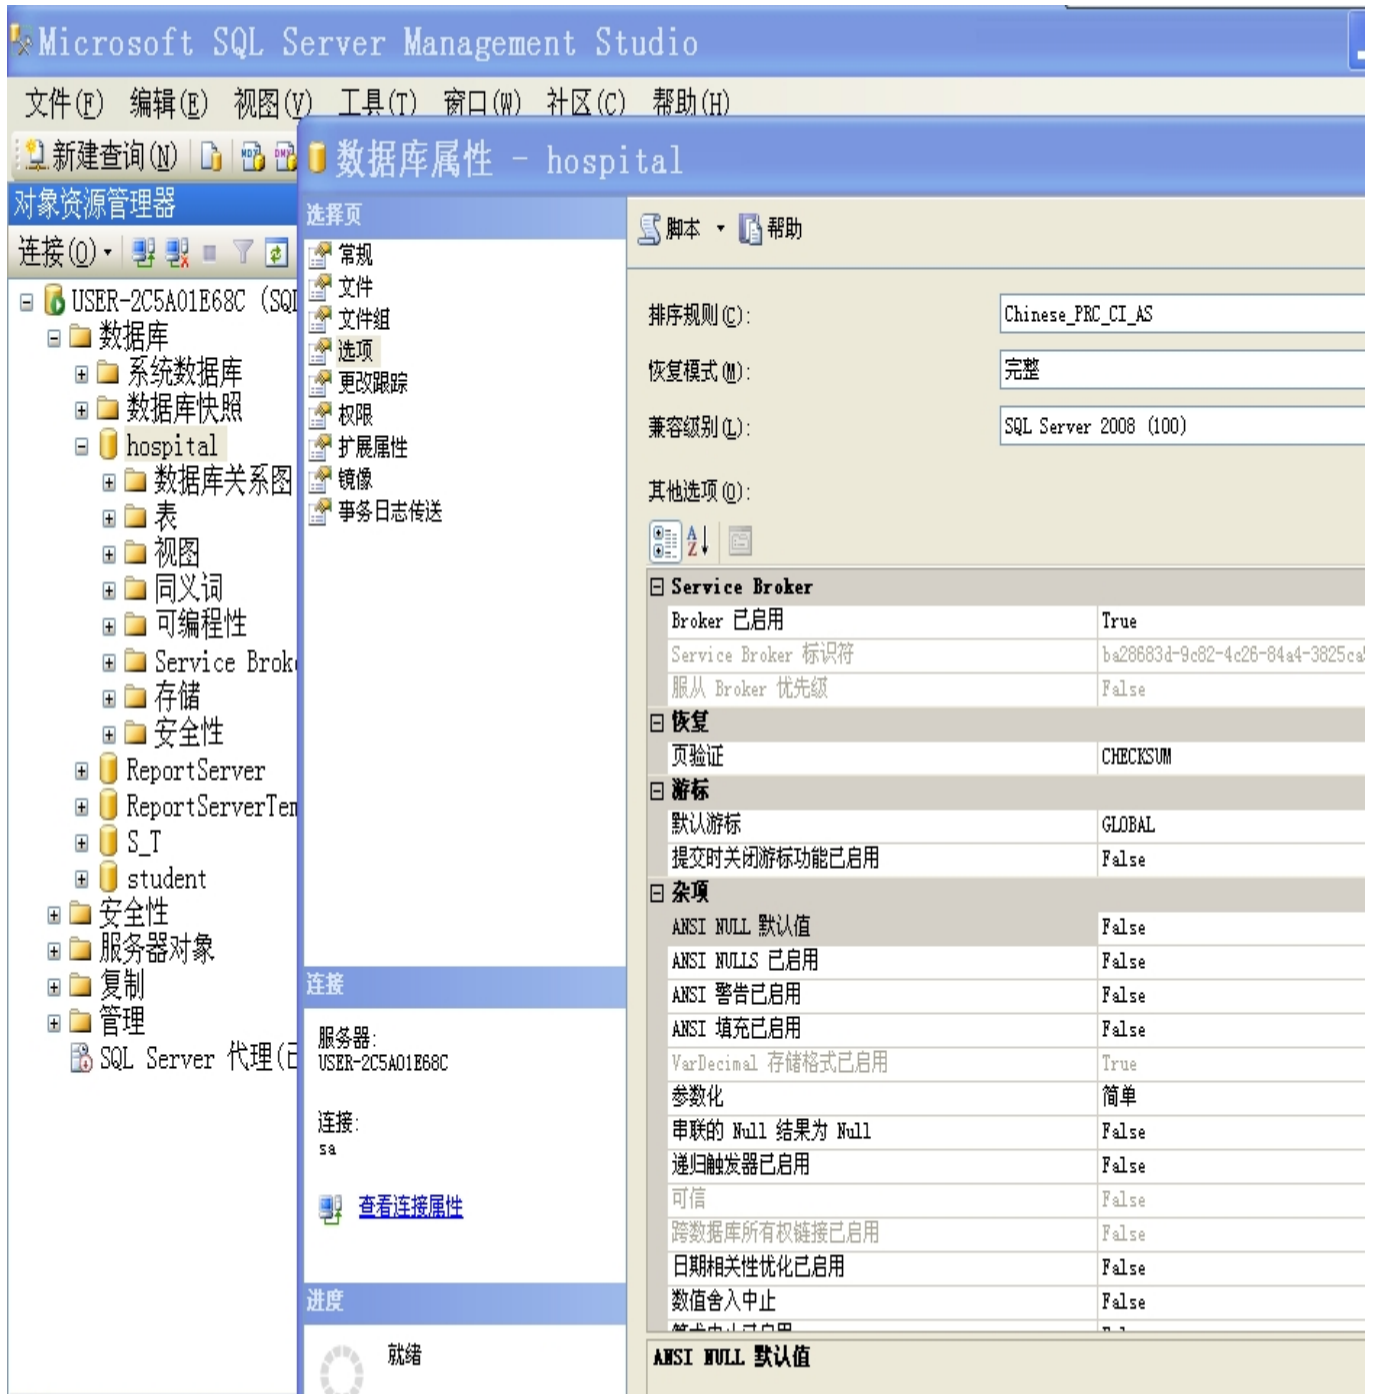 Microsoft SQL Server Management Studio
文件(F) 编辑(E) 视图(V) 工具(T) 窗口(W) 社区(C) 帮助(H)
新建查询(N)
对象资源管理器
连接(O)
USER-2C5A01E68C (SQL
数据库
系统数据库
数据库快照
hospital
数据库关系图
表
视图
同义词
可编程性
Service Brok
存储
安全性
ReportServer
ReportServerTem
S_T
student
安全性
服务器对象
复制
管理
SQL Server 代理(已
数据库属性 - hospital
选择页
常规
文件
文件组
选项
更改跟踪
权限
扩展属性
镜像
事务日志传送
连接
服务器:
USER-2C5A01E68C
连接:
sa
查看连接属性
进度
就绪
脚本 帮助
排序规则(C): Chinese_PRC_CI_AS
恢复模式(M): 完整
兼容级别(L): SQL Server 2008 (100)
其他选项(O):
Service Broker
Broker 已启用 True
Service Broker 标识符 ba28683d-9c82-4c26-84a4-3825ca
服从 Broker 优先级 False
恢复
页验证 CHECKSUM
游标
默认游标 GLOBAL
提交时关闭游标功能已启用 False
杂项
ANSI NULL 默认值 False
ANSI NULLS 已启用 False
ANSI 警告已启用 False
ANSI 填充已启用 False
VarDecimal 存储格式已启用 True
参数化 简单
串联的 Null 结果为 Null False
递归触发器已启用 False
可信 False
跨数据库所有权链接已启用 False
日期相关性优化已启用 False
数值舍入中止 False
ANSI NULL 默认值